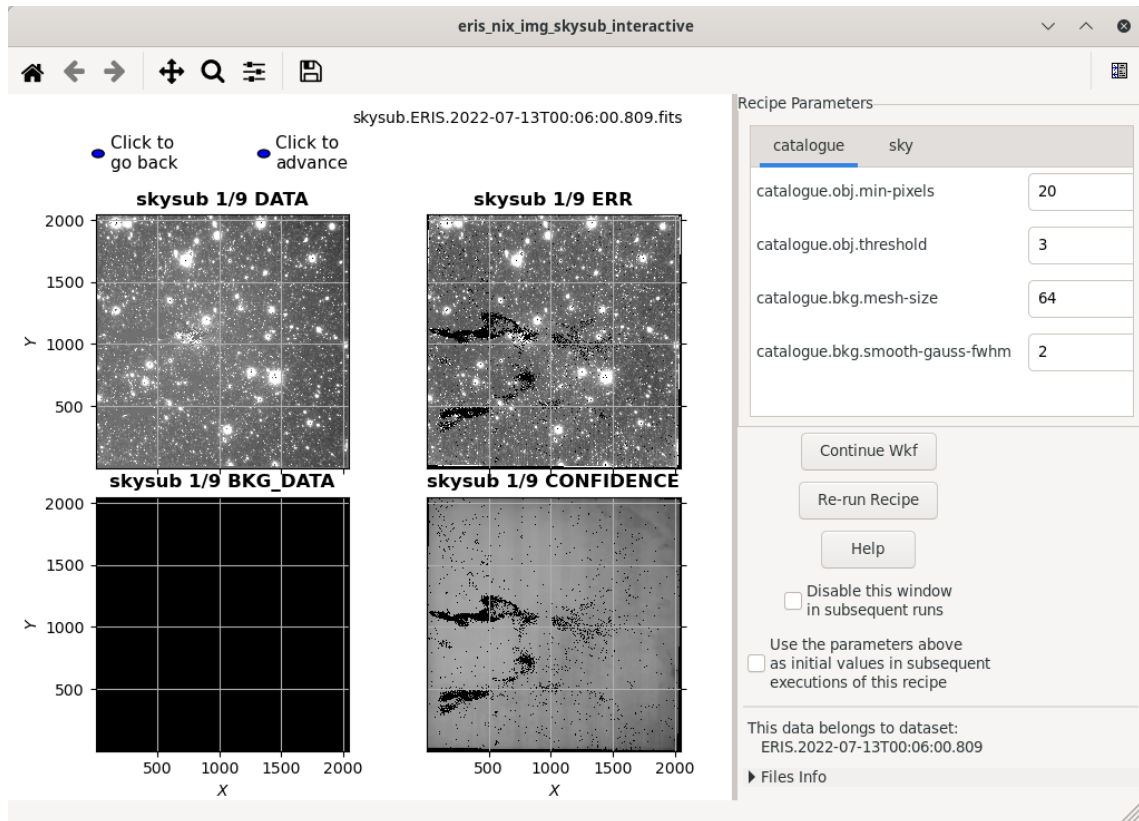 eris_nix_img_skysub_interactive
skysub.ERIS.2022-07-13T00:06:00.809.fits
Click to
go back
Click to
advance
skysub 1/9 DATA
skysub 1/9 ERR
2000
1500
1000
500
Y
skysub 1/9 BKG_DATA
skysub 1/9 CONFIDENCE
2000
1500
1000
500
Y
500 1000 1500 2000
X
500 1000 1500 2000
X
Recipe Parameters
catalogue sky
catalogue.obj.min-pixels 20
catalogue.obj.threshold 3
catalogue.bkg.mesh-size 64
catalogue.bkg.smooth-gauss-fwhm 2
Continue Wkf
Re-run Recipe
Help
Disable this window
in subsequent runs
Use the parameters above
as initial values in subsequent
executions of this recipe
This data belongs to dataset:
ERIS.2022-07-13T00:06:00.809
Files Info